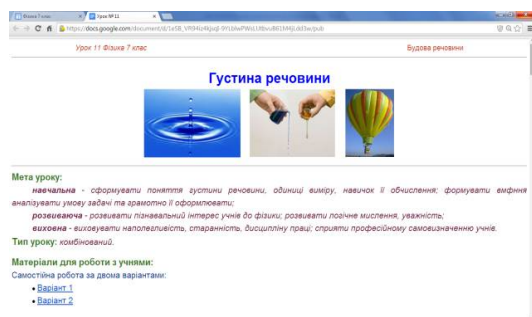 Фізика 7 клас
Урок № 11
https://docs.google.com/document/d/
Урок 11 Фізика 7 клас
Будова речовини
Густина речовини
Мета уроку:
навчальна - сформувати поняття густини речовини, одиниці виміру, навичок її обчислення; формувати вміння
аналізувати умову задачі та грамотно її оформлювати;
розвиваюча - розвивати пізнавальний інтерес учнів до фізики; розвивати логічне мислення, уважність;
виховна - виховувати наполегливість, старанність, дисципліну праці; сприяти професійному самовизначенню учнів.
Тип уроку: комбінований.
Матеріали для роботи з учнями:
Самостійна робота за двома варіантами:
• Варіант 1
• Варіант 2